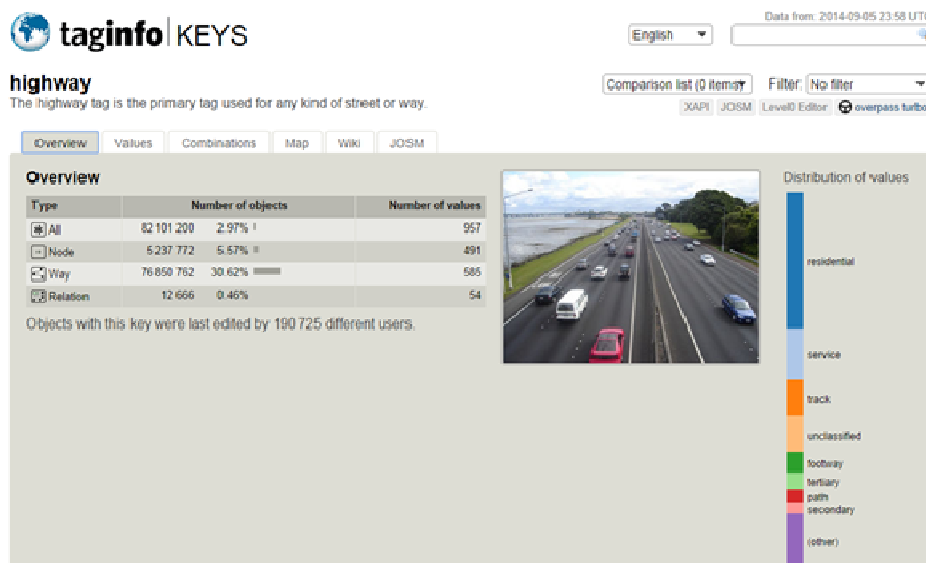 Data from: 2014-09-05 23:58 UTC
taginfo KEYS
English
highway
Comparison list (0 items)
Filter: No filter
The highway tag is the primary tag used for any kind of street or way.
XAPI JOSM Level0 Editor overpass turbo
Overview Values Combinations Map Wiki JOSM
Overview
Distribution of values
Type Number of objects Number of values
All 82 101 200 2.97% 957
Node 5 237 772 5.57% 491
Way 76 850 762 30.62% 585
Relation 12 666 0.46% 54
Objects with this key were last edited by 190 725 different users.
residential
service
track
unclassified
footway
tertiary
path
secondary
(other)